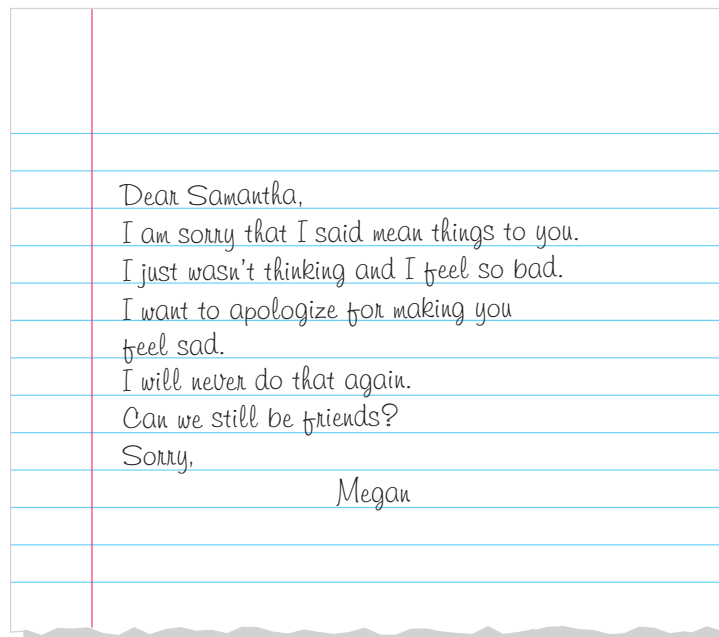 Dear Samantha,
I am sorry that I said mean things to you.
I just wasn't thinking and I feel so bad.
I want to apologize for making you
feel sad.
I will never do that again.
Can we still be friends?
Sorry,
Megan